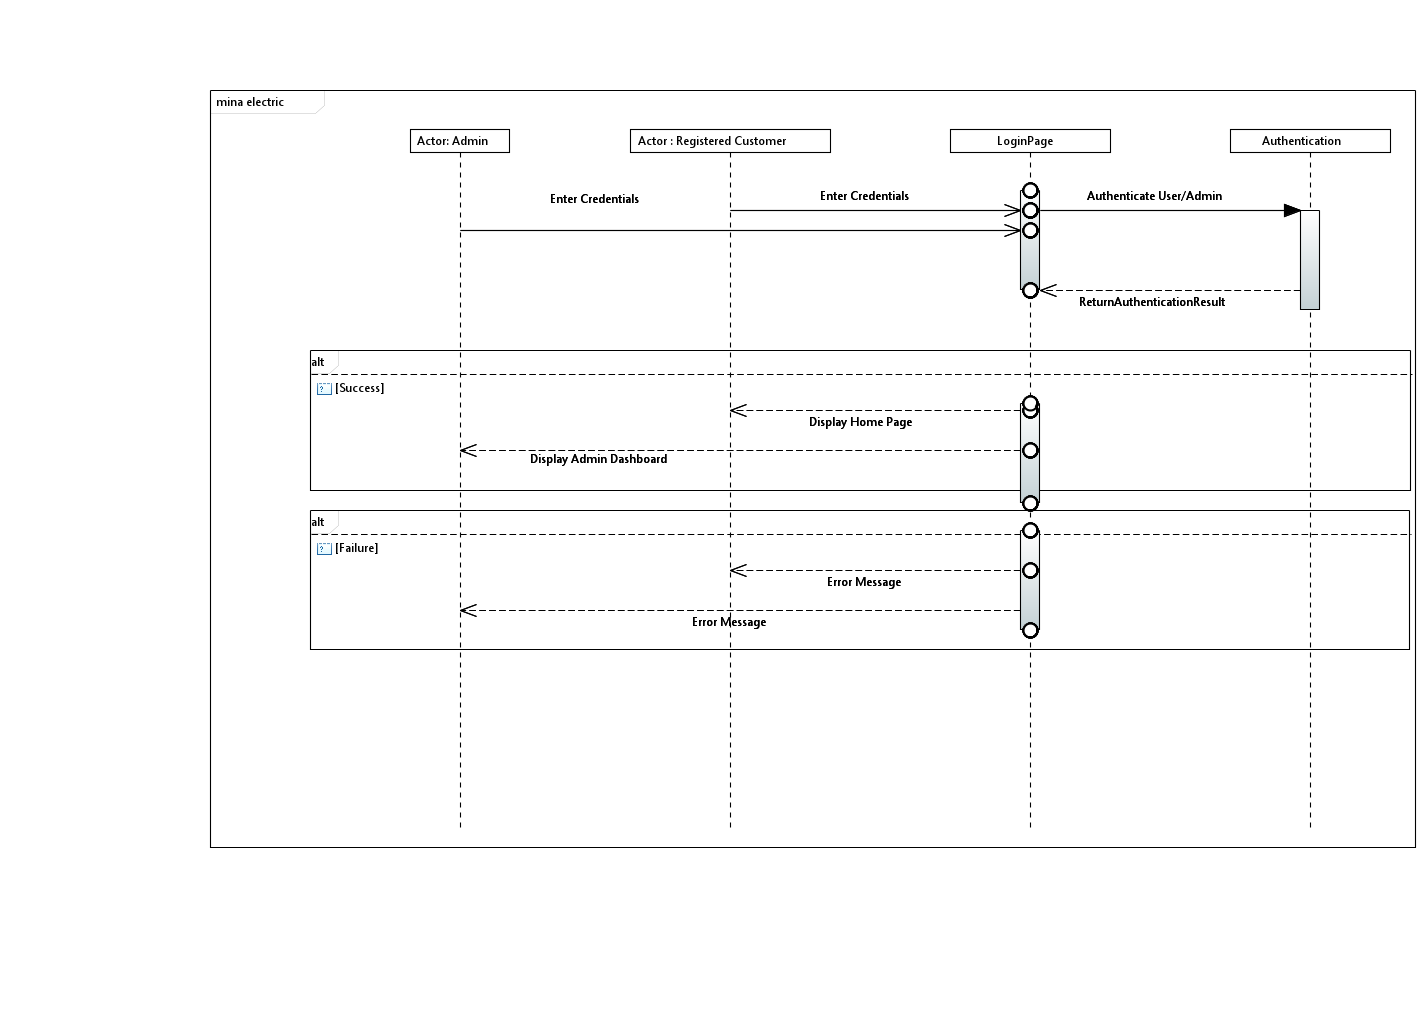 mina electric
Actor: Admin
Actor : Registered Customer
LoginPage
Authentication
Enter Credentials
Enter Credentials
Authenticate User/Admin
ReturnAuthenticationResult
alt
[Success]
Display Home Page
Display Admin Dashboard
alt
[Failure]
Error Message
Error Message